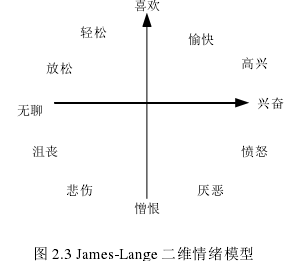 喜欢
轻松
愉快
放松
高兴
无聊
兴奋
沮丧
愤怒
悲伤
厌恶
憎恨
图 2.3 James-Lange 二维情绪模型